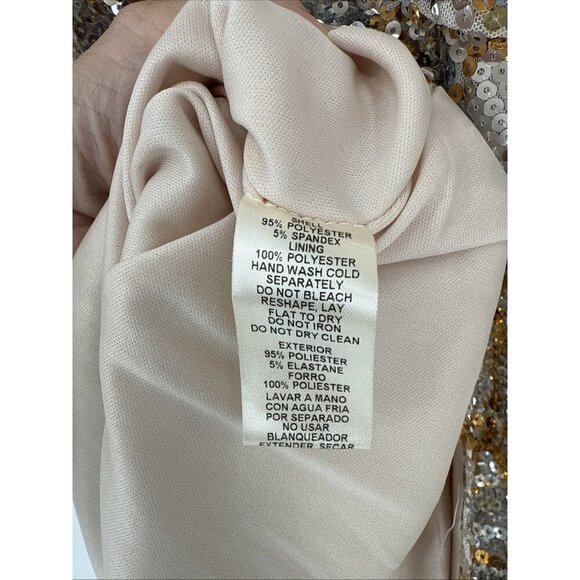 SHELL
95% POLYESTER
5% SPANDEX
LINING
100% POLYESTER
HAND WASH COLD
SEPARATELY
DO NOT BLEACH
RESHAPE, LAY
FLAT TO DRY
DO NOT IRON
DO NOT DRY CLEAN
EXTERIOR
95% POLIESTER
5% ELASTANE
FORRO
100% POLIESTER
LAVAR A MANO
CON AGUA FRIA
POR SEPARADO
NO USAR
BLANQUEADOR
EXTENDER, SECAR